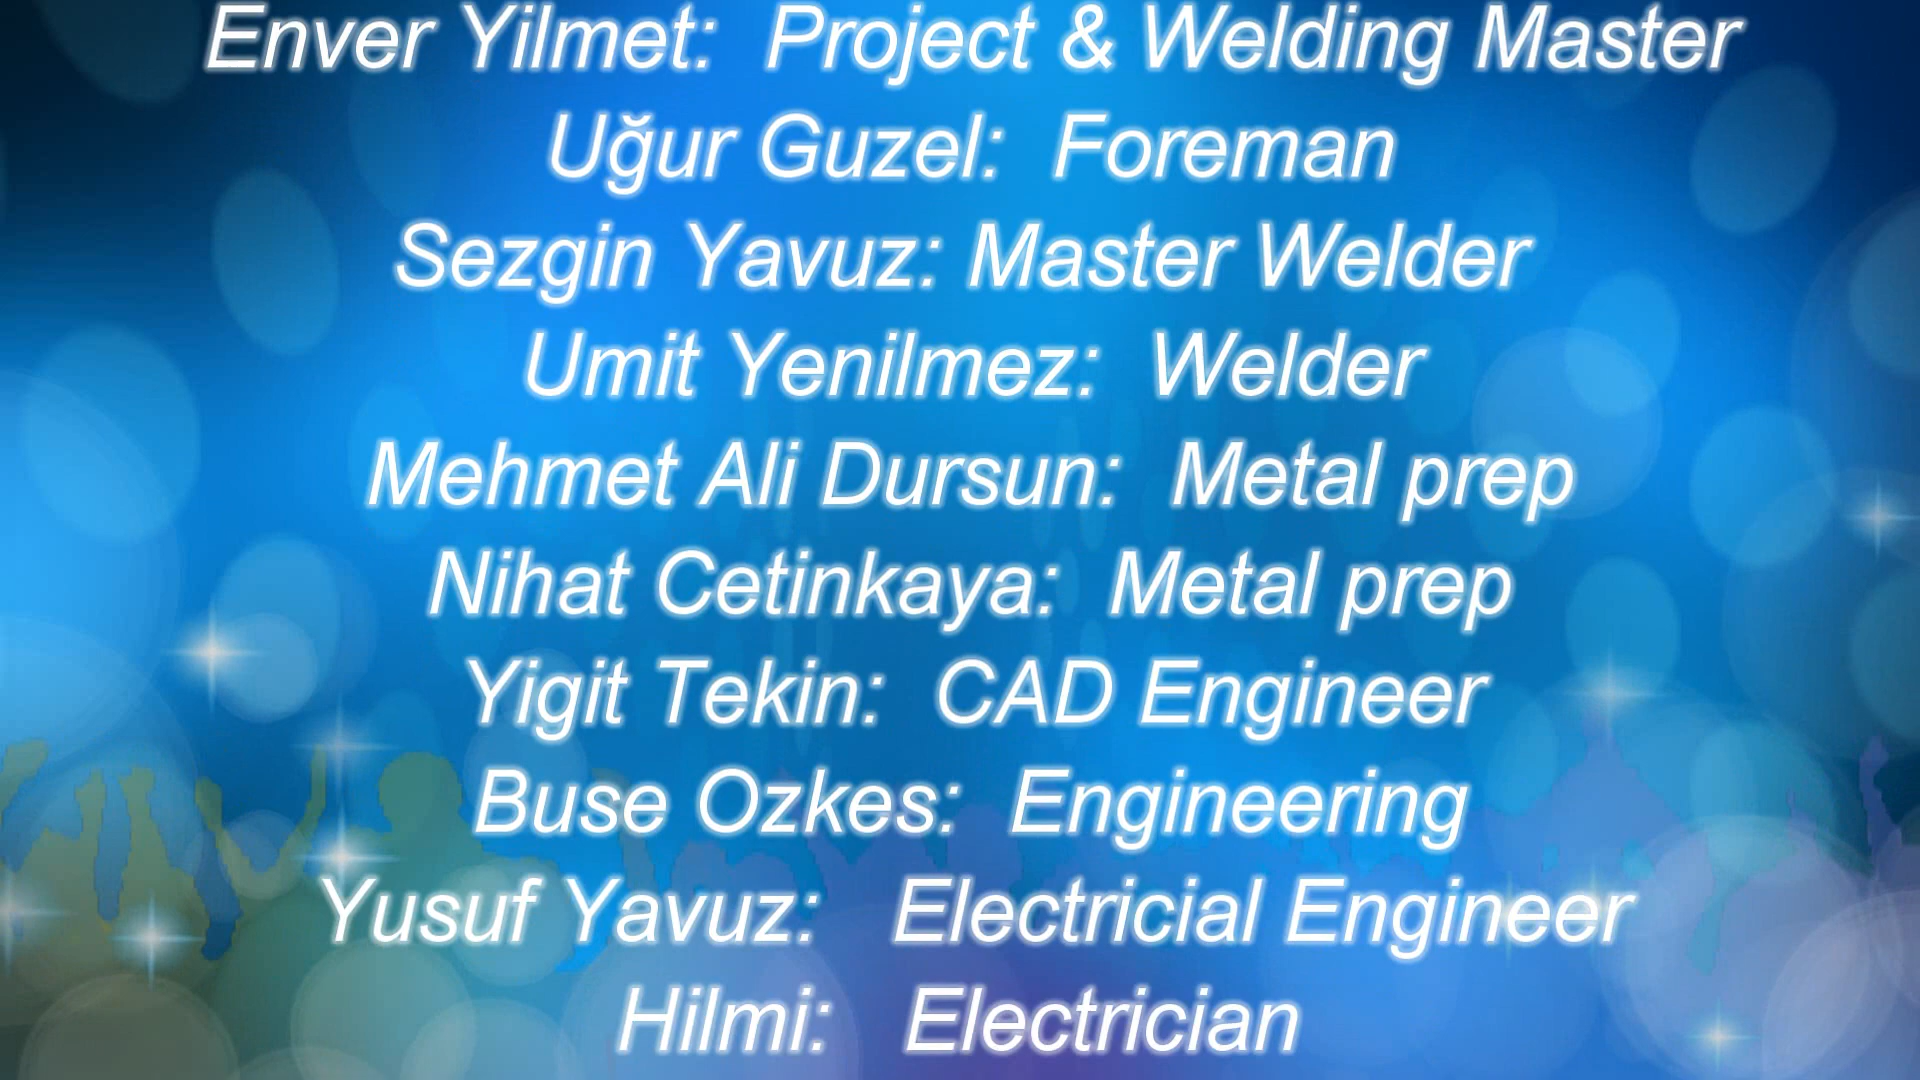 Enver Yilmet: Project & Welding Master
Uğur Guzel: Foreman
Sezgin Yavuz: Master Welder
Umit Yenilmez: Welder
Mehmet Ali Dursun: Metal prep
Nihat Cetinkaya: Metal prep
Yigit Tekin: CAD Engineer
Buse Ozkes: Engineering
Yusuf Yavuz: Electricial Engineer
Hilmi: Electrician